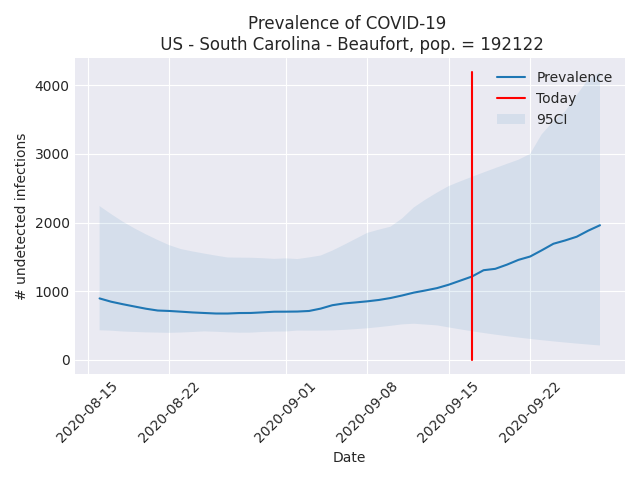 Prevalence of COVID-19
US - South Carolina - Beaufort, pop. = 192122
Prevalence
Today
95CI
4000
3000
2000
1000
0
# undetected infections
2020-08-15
2020-08-22
2020-09-01
2020-09-08
2020-09-15
2020-09-22
Date